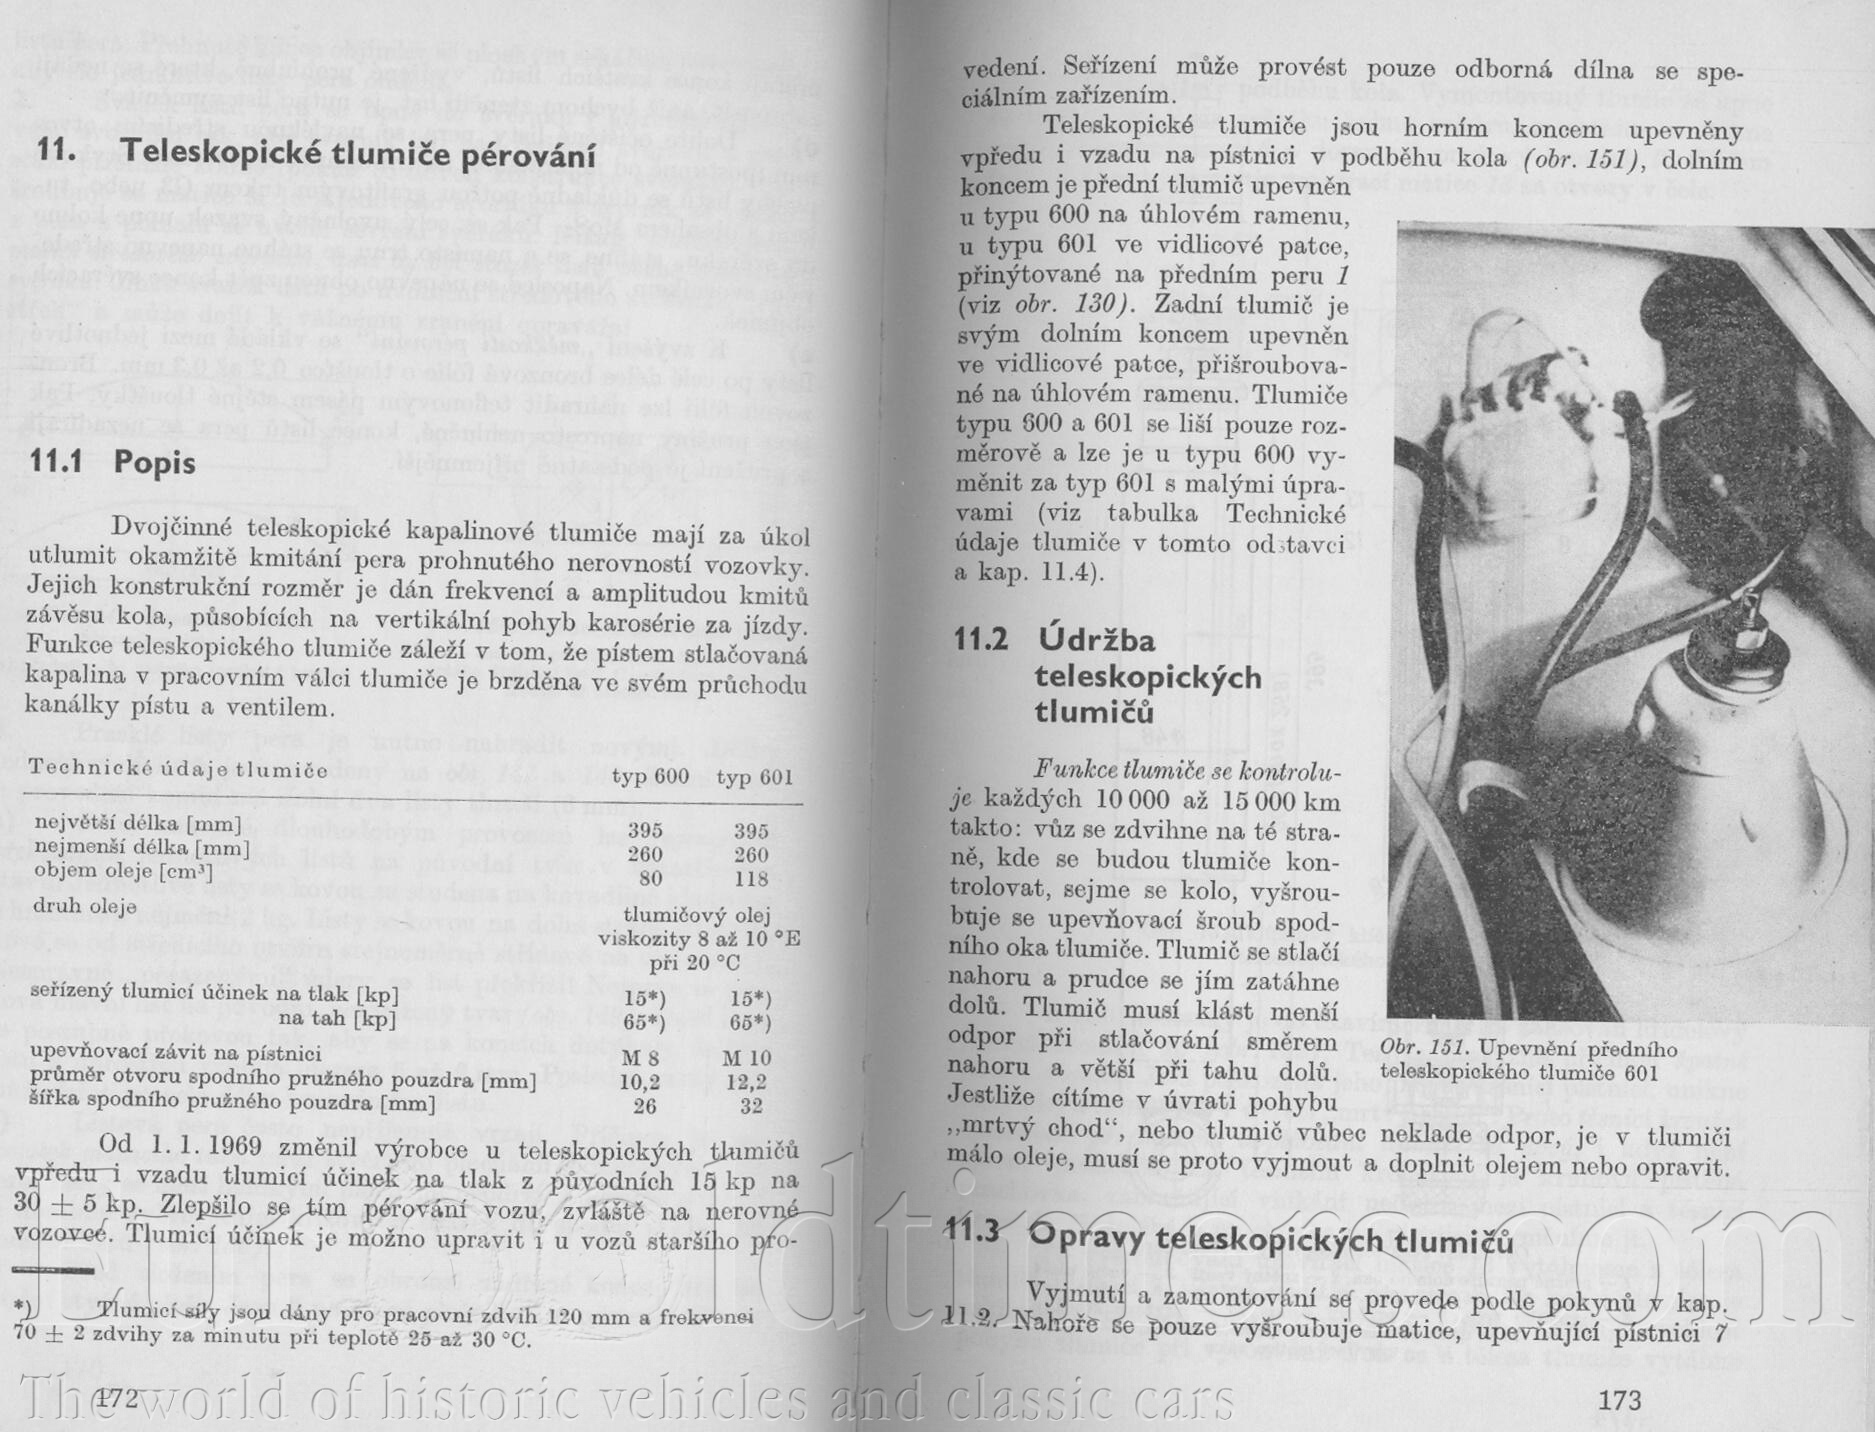 11. Teleskopické tlumiče pérování
11.1 Popis
Dvojčinné teleskopické kapalinové tlumiče mají za úkol
utlumit okamžitě kmitání pera prohnutého nerovností vozovky.
Jejich konstrukční rozměr je dán frekvencí a amplitudou kmitů
závěsu kola, působících na vertikální pohyb karosérie za jízdy.
Funkce teleskopického tlumiče záleží v tom, že pístem stlačovaná
kapalina v pracovním válci tlumiče je brzděna ve svém průchodu
kanálky pístu a ventilem.
Technické údaje tlumiče typ 600 typ 601
největší délka [mm] 395 395
nejmenší délka [mm] 260 260
objem oleje [cm³] 80 118
druh oleje tlumičový olej
viskozity 8 až 10 °E
při 20 °C
seřízený tlumicí účinek na tlak [kp] 15*) 15*)
na tah [kp] 65*) 65*)
upevňovací závit na pístnici M 8 M 10
průměr otvoru spodního pružného pouzdra [mm] 10,2 12,2
šířka spodního pružného pouzdra [mm] 26 32
Od 1. 1. 1969 změnil výrobce u teleskopických tlumičů
vpředu i vzadu tlumicí účinek na tlak z původních 15 kp na
30 ± 5 kp. Zlepšilo se tím pérování vozu, zvláště na nerovné
vozovce. Tlumicí účinek je možno upravit i u vozů staršího pro-
*) Tlumicí síly jsou dány pro pracovní zdvih 120 mm a frekvenci
70 ± 2 zdvihy za minutu při teplotě 25 až 30 °C.
172
vedení. Seřízení může provést pouze odborná dílna se spe-
ciálním zařízením.
Teleskopické tlumiče jsou horním koncem upevněny
vpředu i vzadu na pístnici v podběhu kola (obr. 151), dolním
koncem je přední tlumič upevněn
u typu 600 na úhlovém ramenu,
u typu 601 ve vidlicové patce,
přinýtované na předním peru 1
(viz obr. 130). Zadní tlumič je
svým dolním koncem upevněn
ve vidlicové patce, přišroubova-
né na úhlovém ramenu. Tlumiče
typu 600 a 601 se liší pouze roz-
měrově a lze je u typu 600 vy-
měnit za typ 601 s malými úpra-
vami (viz tabulka Technické
údaje tlumiče v tomto odstavci
a kap. 11.4).
11.2 Údržba
teleskopických
tlumičů
Funkce tlumiče se kontrolu-
je každých 10 000 až 15 000 km
takto: vůz se zdvihne na té stra-
ně, kde se budou tlumiče kon-
trolovat, sejme se kolo, vyšrou-
buje se upevňovací šroub spod-
ního oka tlumiče. Tlumič se stlačí
nahoru a prudce se jím zatáhne
dolů. Tlumič musí klást menší
odpor při stlačování směrem
nahoru a větší při tahu dolů.
Jestliže cítíme v úvrati pohybu
„mrtvý chod“, nebo tlumič vůbec neklade odpor, je v tlumiči
málo oleje, musí se proto vyjmout a doplnit olejem nebo opravit.
Obr. 151. Upevnění předního
teleskopického tlumiče 601
11.3 Opravy teleskopických tlumičů
Vyjmutí a zamontování se provede podle pokynů v kap.
11.2. Nahoře se pouze vyšroubuje matice, upevňující pístnici 7
173
The world of historic vehicles and classic cars